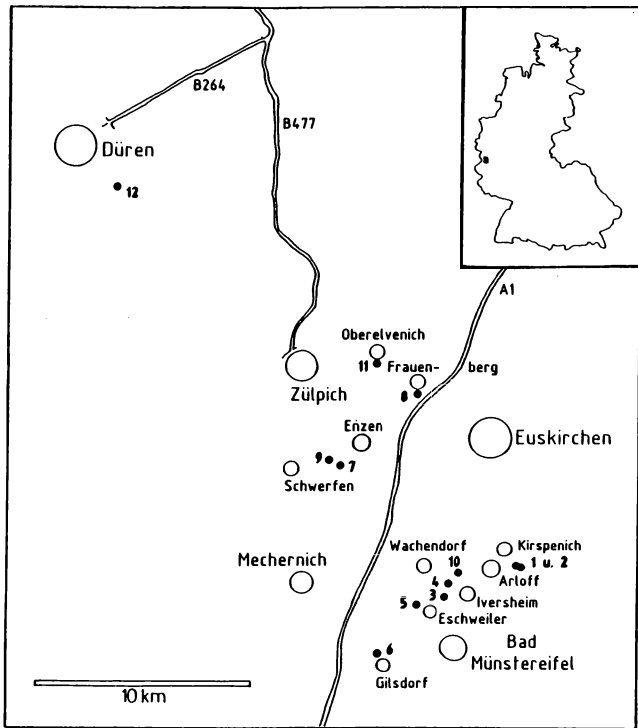 B264
B477
Düren
12
A1
Oberelvenich
11
Frauen-
berg
8
Zülpich
Enzen
Euskirchen
9
7
Schwerfen
Wachendorf
Kirspenich
10
1 u. 2
Mechernich
4
Arloff
3
Iversheim
5
Eschweiler
6
Bad
Münstereifel
Gilsdorf
10 km